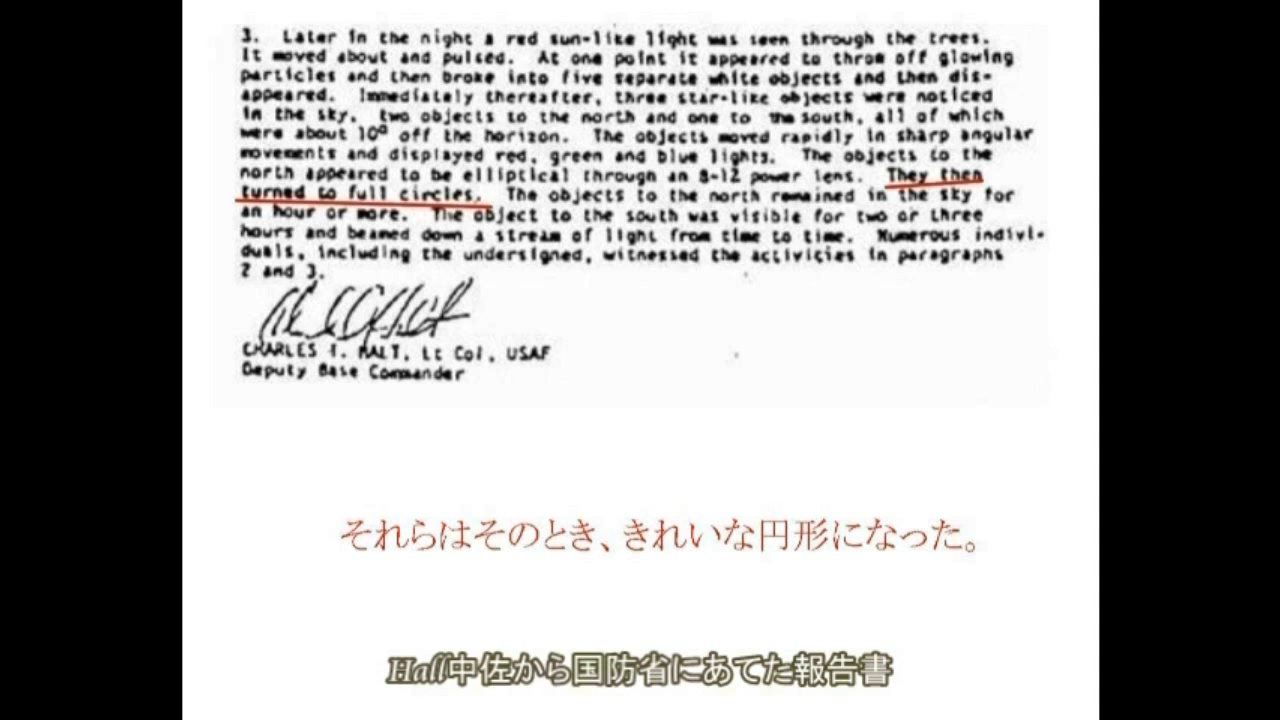 3. Later in the night a red sun-like light was seen through the trees.
It moved about and pulsed. At one point it appeared to throw off glowing
particles and then broke into five separate white objects and then dis-
appeared. Immediately thereafter, three star-like objects were noticed
in the sky, two objects to the north and one to the south, all of which
were about 10° off the horizon. The objects moved rapidly in sharp angular
movements and displayed red, green and blue lights. The objects to the
north appeared to be elliptical through an 8-12 power lens. They then
turned to full circles. The objects to the north remained in the sky for
an hour or more. The object to the south was visible for two or three
hours and beamed down a stream of light from time to time. Numerous indivi-
duals, including the undersigned, witnessed the activities in paragraphs
2 and 3.
CHARLES I. HALT, Lt Col, USAF
Deputy Base Commander
それらはそのとき、きれいな円形になった。
Hall中佐から国防省にあてた報告書